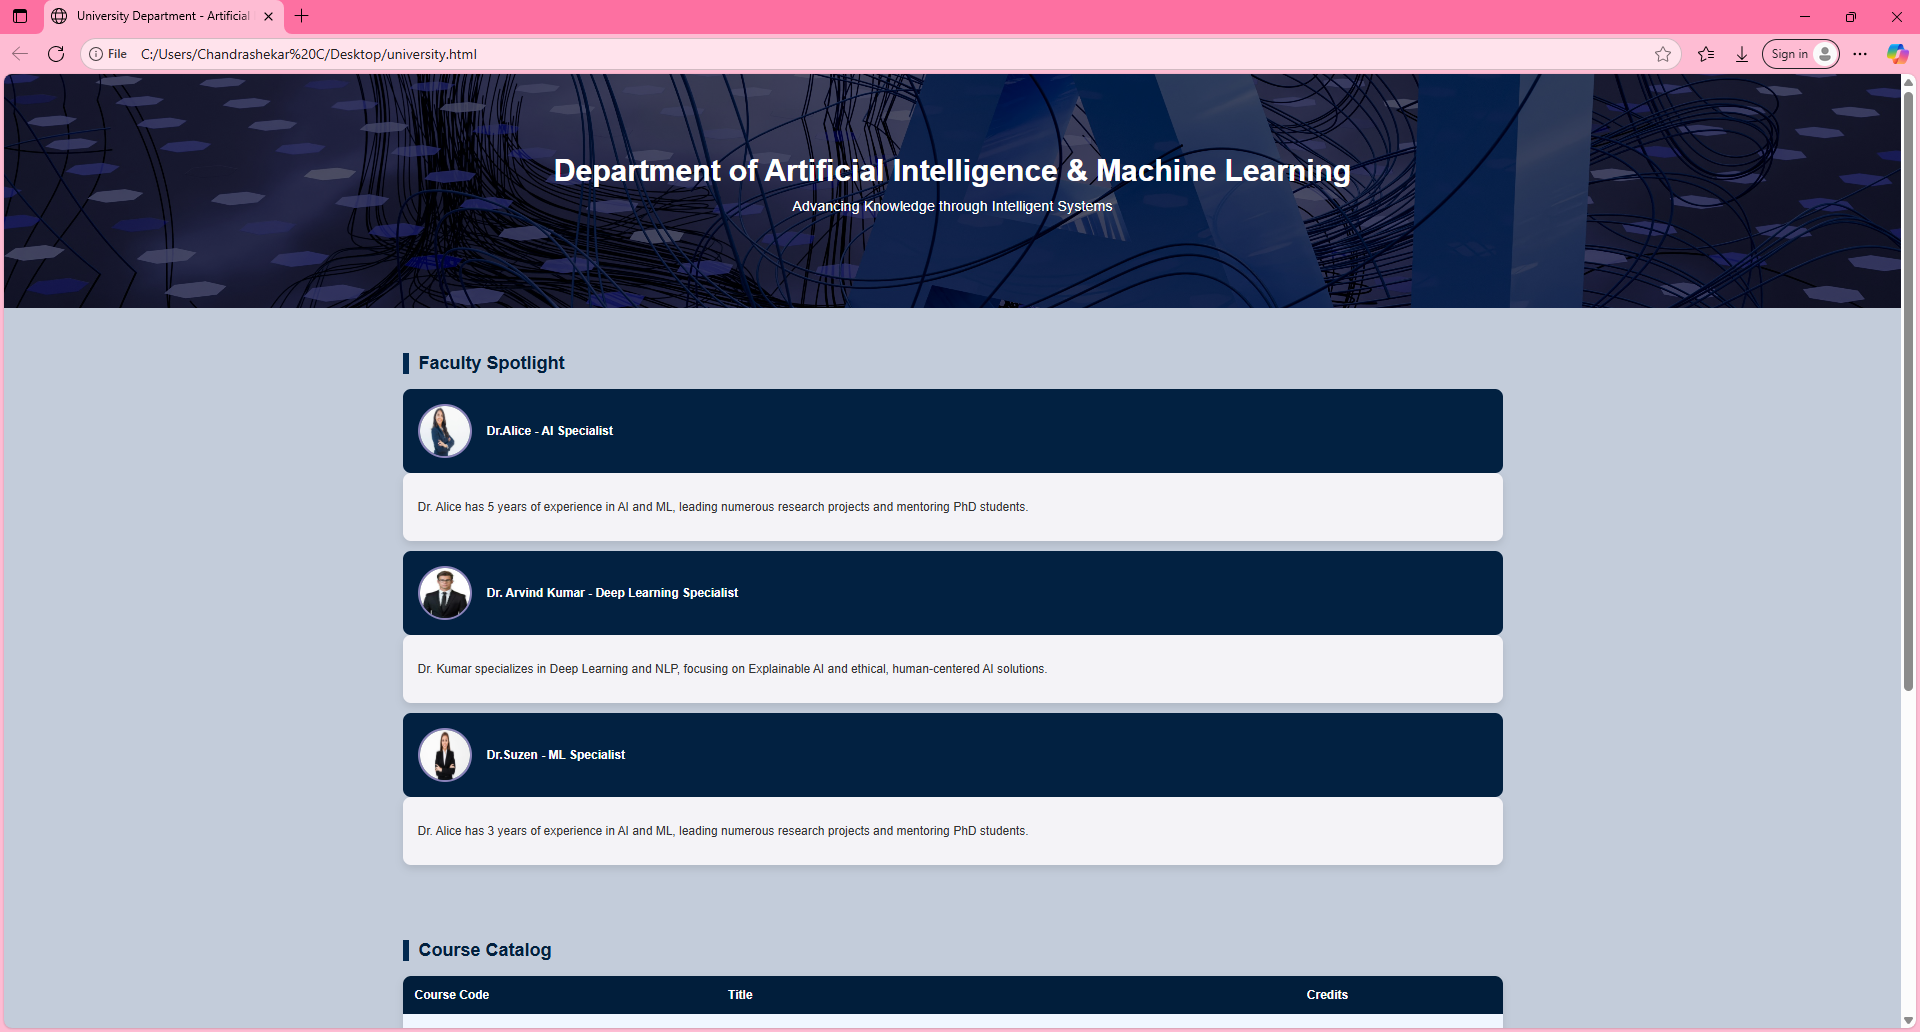 University Department - Artificial
File C:/Users/Chandrashekar%20C/Desktop/university.html Sign in
Department of Artificial Intelligence & Machine Learning
Advancing Knowledge through Intelligent Systems
Faculty Spotlight
Dr.Alice - AI Specialist
Dr. Alice has 5 years of experience in AI and ML, leading numerous research projects and mentoring PhD students.
Dr. Arvind Kumar - Deep Learning Specialist
Dr. Kumar specializes in Deep Learning and NLP, focusing on Explainable AI and ethical, human-centered AI solutions.
Dr.Suzen - ML Specialist
Dr. Alice has 3 years of experience in AI and ML, leading numerous research projects and mentoring PhD students.
Course Catalog
Course Code Title Credits